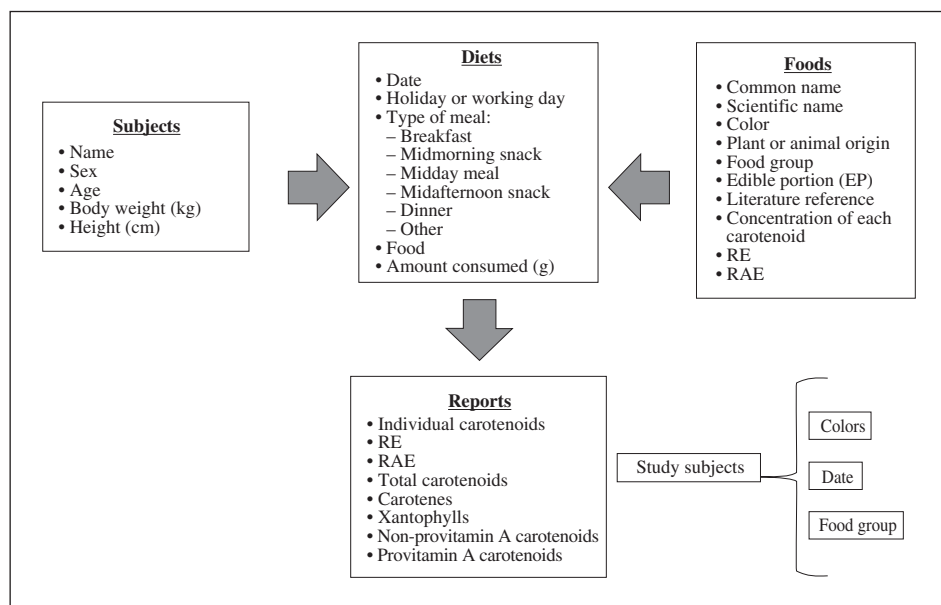 Diets
• Date
• Holiday or working day
• Type of meal:
– Breakfast
– Midmorning snack
– Midday meal
– Midafternoon snack
– Dinner
– Other
• Food
• Amount consumed (g)
Subjects
• Name
• Sex
• Age
• Body weight (kg)
• Height (cm)
Foods
• Common name
• Scientific name
• Color
• Plant or animal origin
• Food group
• Edible portion (EP)
• Literature reference
• Concentration of each
carotenoid
• RE
• RAE
Reports
• Individual carotenoids
• RE
• RAE
• Total carotenoids
• Carotenes
• Xantophylls
• Non-provitamin A carotenoids
• Provitamin A carotenoids
Study subjects
Colors
Date
Food group